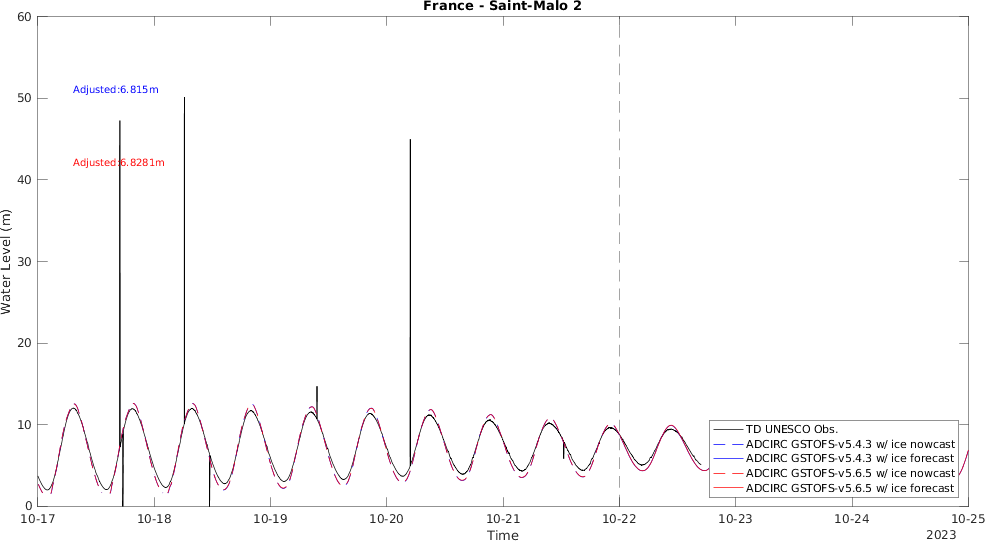 France - Saint-Malo 2
60
50
40
30
20
10
0
Water Level (m)
Adjusted:6.815m
Adjusted:6.8281m
TD UNESCO Obs.
ADCIRC GSTOFS-v5.4.3 w/ ice nowcast
ADCIRC GSTOFS-v5.4.3 w/ ice forecast
ADCIRC GSTOFS-v5.6.5 w/ ice nowcast
ADCIRC GSTOFS-v5.6.5 w/ ice forecast
10-17 10-18 10-19 10-20 10-21 10-22 10-23 10-24 10-25
Time
2023